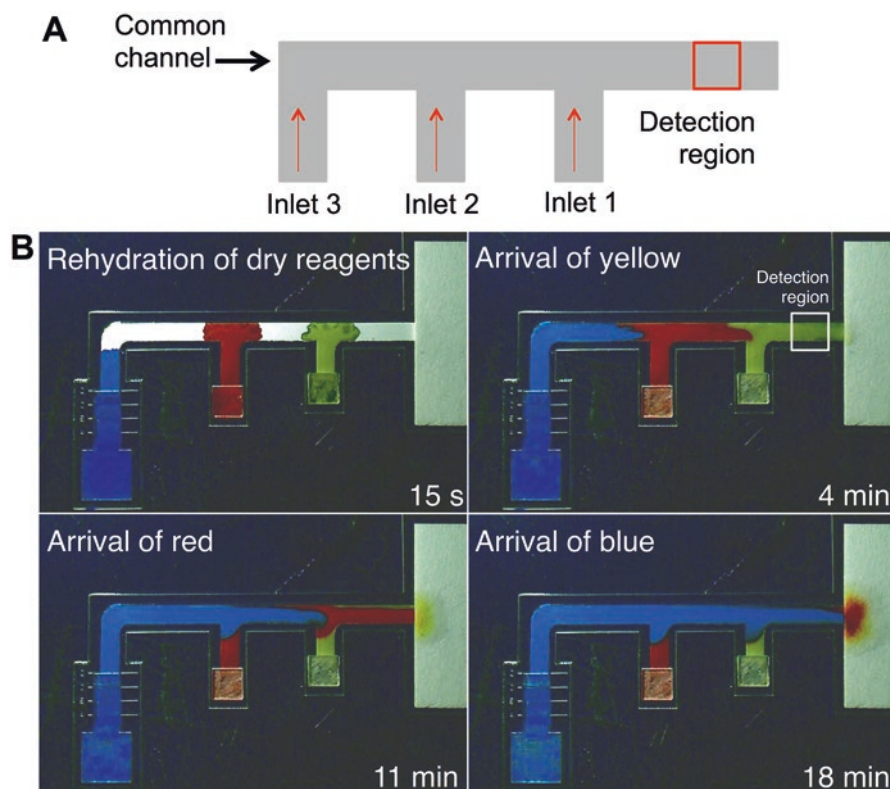 A
Common
channel
Detection
region
Inlet 3
Inlet 2
Inlet 1
B
Rehydration of dry reagents
15 s
Arrival of yellow
Detection
region
4 min
Arrival of red
11 min
Arrival of blue
18 min